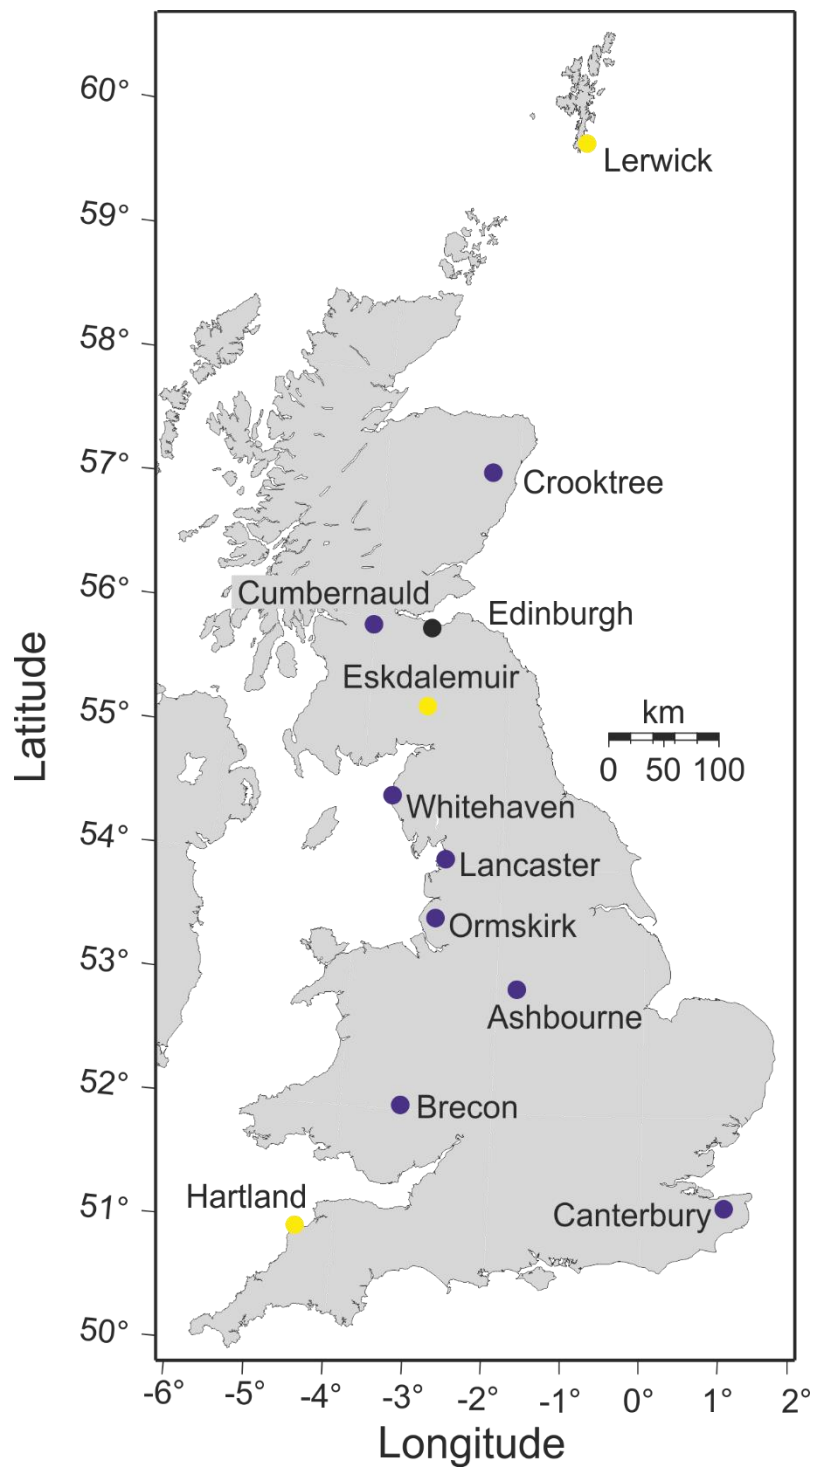 60°
Lerwick
59°
58°
57°
Crooktree
56°
Cumbernauld
Edinburgh
Eskdalemuir
55°
km
0 50 100
Latitude
Whitehaven
54°
Lancaster
Ormskirk
53°
Ashbourne
52°
Brecon
Hartland
51°
Canterbury
50°
-6° -5° -4° -3° -2° -1° 0° 1° 2°
Longitude